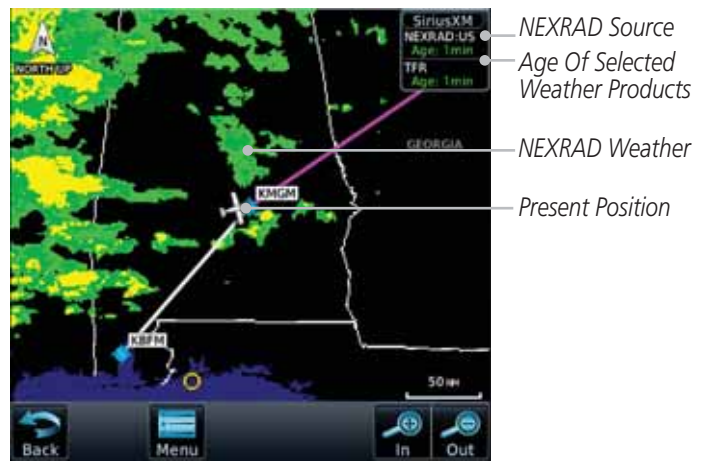 SiriusXM
NEXRAD:US
Age: 1min
TFR
Age: 1min
N
NORTH UP
GEORGIA
KMGM
KBFM
50 NM
Back
Menu
In
Out
NEXRAD Source
Age Of Selected
Weather Products
NEXRAD Weather
Present Position